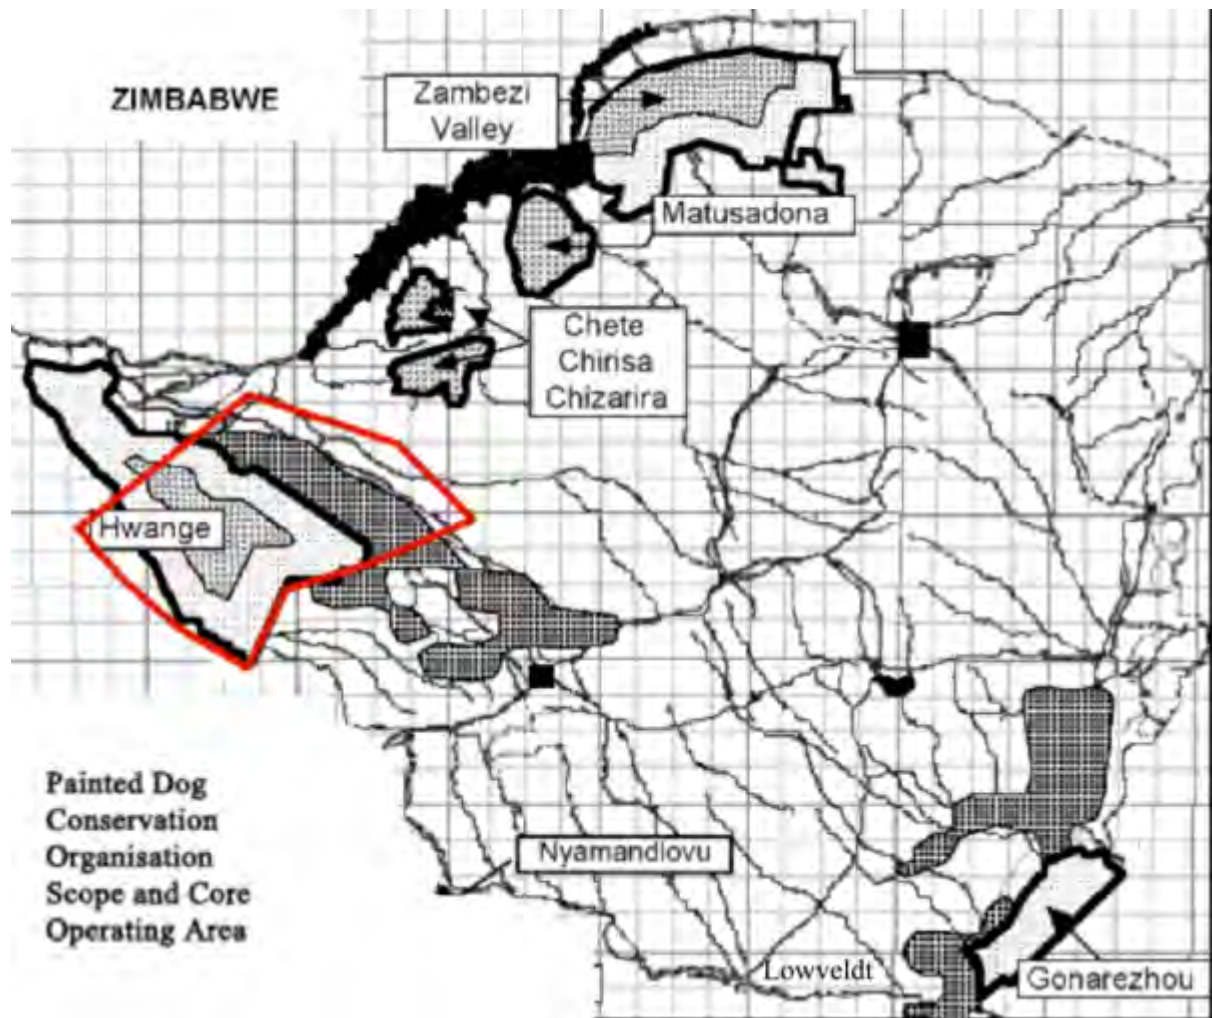 ZIMBABWE
Zambezi
Valley
Matusadona
Chete
Chirisa
Chizarira
Hwange
Painted Dog
Conservation
Organisation
Scope and Core
Operating Area
Nyamandlovu
Lowveldt
Gonarezhou